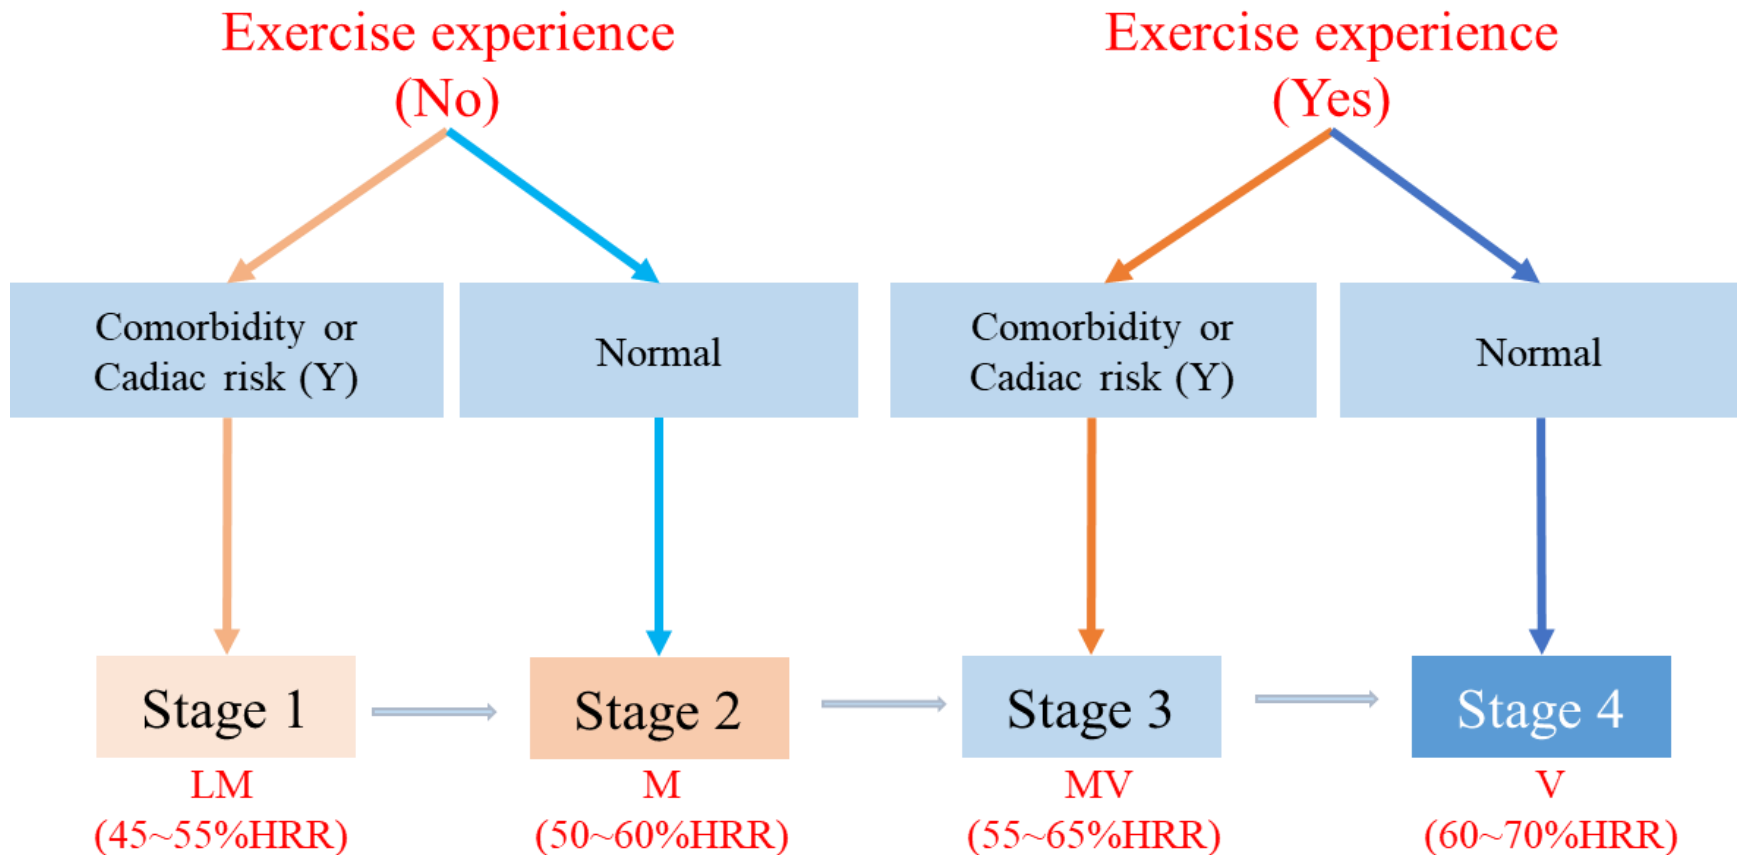 Exercise experience
(No)
Exercise experience
(Yes)
Comorbidity or
Cadiac risk (Y)
Normal
Comorbidity or
Cadiac risk (Y)
Normal
Stage 1
Stage 2
Stage 3
Stage 4
LM
(45~55%HRR)
M
(50~60%HRR)
MV
(55~65%HRR)
V
(60~70%HRR)